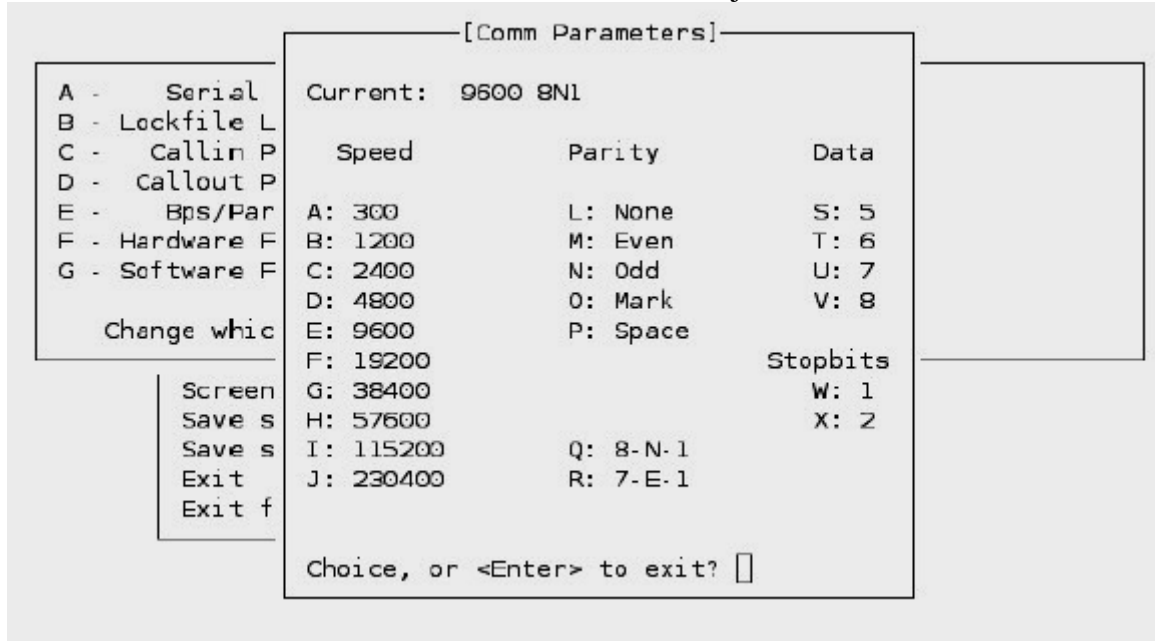 [Comm Parameters]
A - Serial
B - Lockfile L
C - Callin P
D - Callout P
E - Bps/Par
F - Hardware F
G - Software F
Change whic
Screen
Save s
Save s
Exit
Exit f
Current: 9600 8N1
Speed Parity Data
A: 300 L: None S: 5
B: 1200 M: Even T: 6
C: 2400 N: Odd U: 7
D: 4800 O: Mark V: 8
E: 9600 P: Space
F: 19200 Stopbits
G: 38400 W: 1
H: 57600 X: 2
I: 115200 Q: 8-N-1
J: 230400 R: 7-E-1
Choice, or <Enter> to exit?